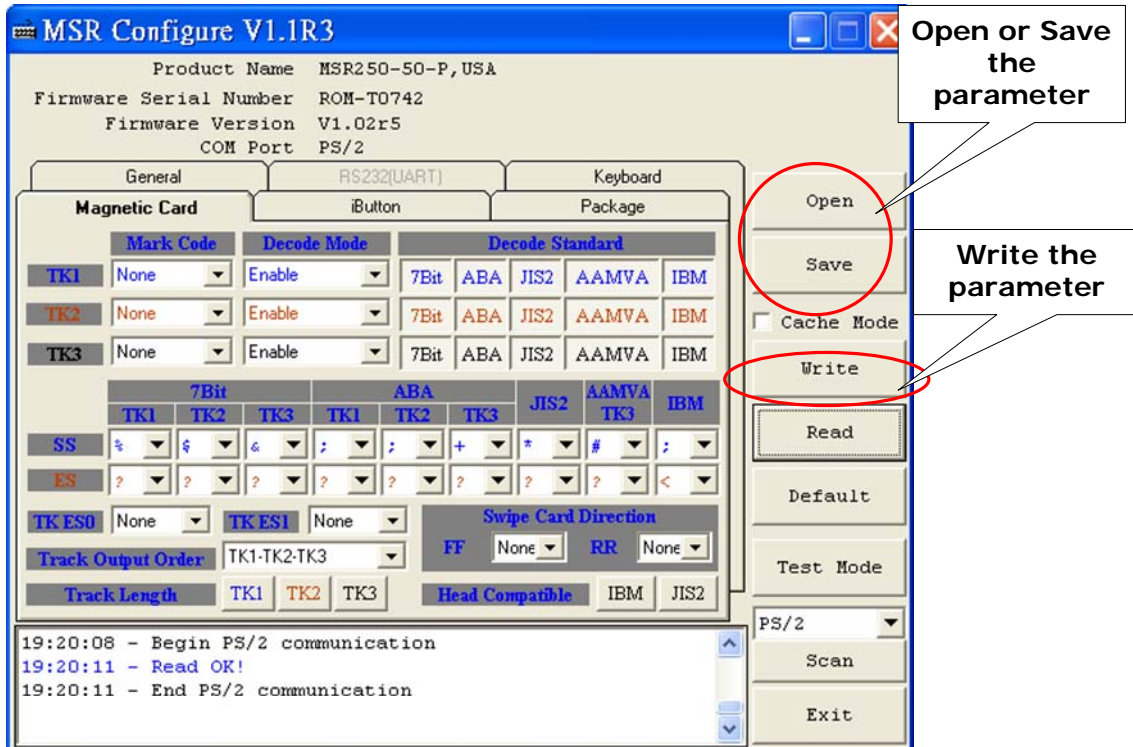 MSR Configure V1.1R3
Open or Save
the
parameter
Product Name MSR250-50-P,USA
Firmware Serial Number ROM-T0742
Firmware Version V1.02r5
COM Port PS/2
General RS232(UART) Keyboard
Magnetic Card iButton Package
Open
Save
Write the
parameter
Cache Mode
Write
Read
Default
Test Mode
PS/2
Scan
Exit
Mark Code Decode Mode Decode Standard
TK1 None Enable 7Bit ABA JIS2 AAMVA IBM
TK2 None Enable 7Bit ABA JIS2 AAMVA IBM
TK3 None Enable 7Bit ABA JIS2 AAMVA IBM
7Bit ABA JIS2 AAMVA IBM
TK1 TK2 TK3 TK1 TK2 TK3 TK3
SS % $ & ; ; + * # ;
ES ? ? ? ? ? ? ? ? <
TK ES0 None TK ES1 None
Swipe Card Direction
FF None RR None
Track Output Order TK1-TK2-TK3
Track Length TK1 TK2 TK3 Head Compatible IBM JIS2
19:20:08 - Begin PS/2 communication
19:20:11 - Read OK!
19:20:11 - End PS/2 communication